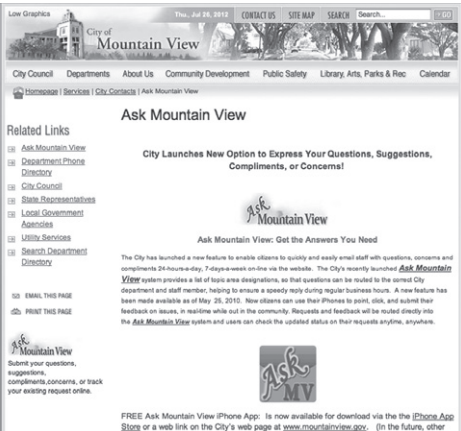 Low Graphics
Thu, Jul 26, 2012 CONTACT US SITE MAP SEARCH Search... GO
City of
Mountain View
City Council Departments About Us Community Development Public Safety Library, Arts, Parks & Rec Calendar
Homepage | Services | City Contacts | Ask Mountain View
Ask Mountain View
Related Links
Ask Mountain View
Department Phone
Directory
City Council
State Representatives
Local Government
Agencies
Utility Services
Search Department
Directory
EMAIL THIS PAGE
PRINT THIS PAGE
Ask
Mountain View
Submit your questions,
suggestions,
compliments,concerns, or track
your existing request online.
City Launches New Option to Express Your Questions, Suggestions,
Compliments, or Concerns!
Ask
Mountain View
Ask Mountain View: Get the Answers You Need
The City has launched a new feature to enable citizens to quickly and easily email staff with questions, concerns and
compliments 24-hours-a-day, 7-days-a-week on-line via the website. The City's recently launched Ask Mountain
View system provides a list of topic area designations, so that questions can be routed to the correct City
department and staff member, helping to ensure a speedy reply during regular business hours. A new feature has
been made available as of May 25, 2010. Now citizens can use their iPhones to point, click, and submit their
feedback on issues, in real-time while out in the community. Requests and feedback will be routed directly into
the Ask Mountain View system and users can check the updated status on their requests anytime, anywhere.
Ask
MV
FREE Ask Mountain View iPhone App: Is now available for download via the the iPhone App
Store or a web link on the City's web page at www.mountainview.gov. (In the future, other